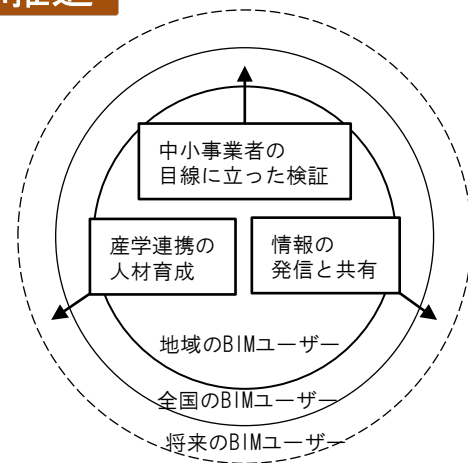 中小事業者の
目線に立った検証
産学連携の
人材育成
情報の
発信と共有
地域のBIMユーザー
全国のBIMユーザー
将来のBIMユーザー